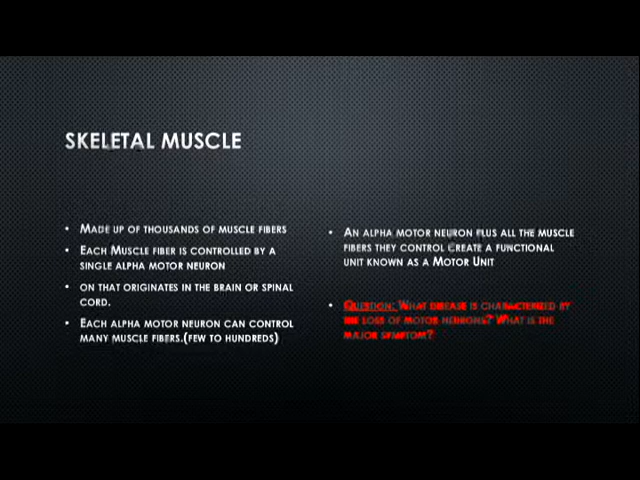 SKELETAL MUSCLE
• MADE UP OF THOUSANDS OF MUSCLE FIBERS
• EACH MUSCLE FIBER IS CONTROLLED BY A
SINGLE ALPHA MOTOR NEURON
• ON THAT ORIGINATES IN THE BRAIN OR SPINAL
CORD.
• EACH ALPHA MOTOR NEURON CAN CONTROL
MANY MUSCLE FIBERS.(FEW TO HUNDREDS)
• AN ALPHA MOTOR NEURON PLUS ALL THE MUSCLE
FIBERS THEY CONTROL CREATE A FUNCTIONAL
UNIT KNOWN AS A MOTOR UNIT
• QUESTION: WHAT DISEASE IS CHARACTERIZED BY
THE LOSS OF MOTOR NEURONS? WHAT IS THE
MAJOR SYMPTOM?